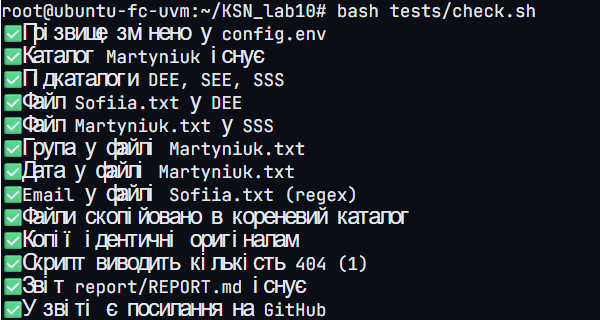 root@ubuntu-fc-uvm:~/KSN_lab10# bash tests/check.sh
✅Прізвище змінено у config.env
✅Каталог Martyniuk існує
✅Підкаталоги DEE, SEE, SSS
✅Файл Sofiia.txt у DEE
✅Файл Martyniuk.txt у SSS
✅Група у файлі Martyniuk.txt
✅Дата у файлі Martyniuk.txt
✅Email у файлі Sofiia.txt (regex)
✅Файли скопійовано в кореневий каталог
✅Копії ідентичні оригіналам
✅Скрипт виводить кількість 404 (1)
✅Звіт report/REPORT.md існує
✅У звіті є посилання на GitHub